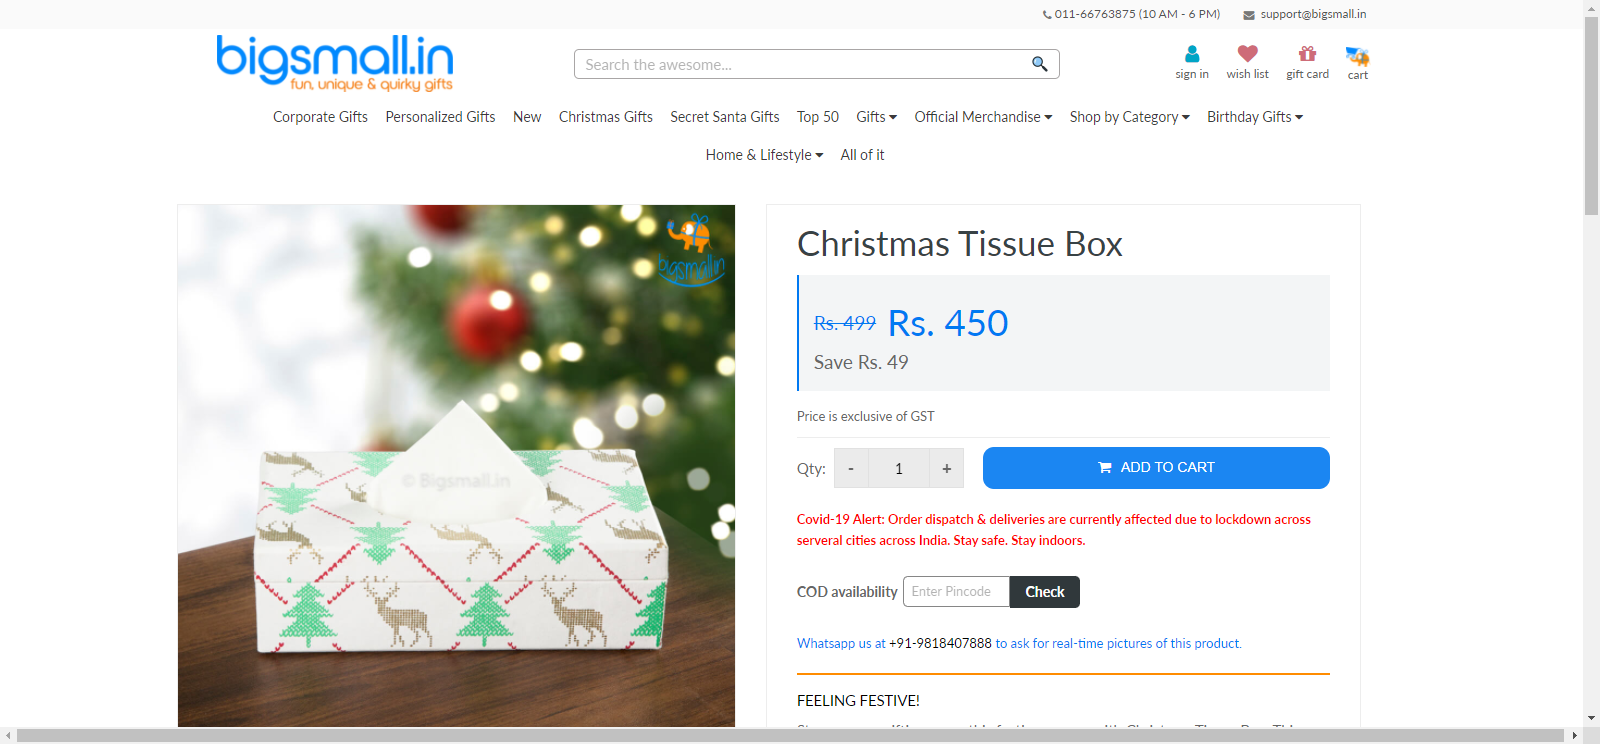 011-66763875 (10 AM - 6 PM) support@bigsmall.in
bigsmall.in
fun, unique & quirky gifts
Search the awesome...
sign in wish list gift card cart
Corporate Gifts Personalized Gifts New Christmas Gifts Secret Santa Gifts Top 50 Gifts Official Merchandise Shop by Category Birthday Gifts
Home & Lifestyle All of it
bigsmall.in
© Bigsmall.in
Christmas Tissue Box
Rs. 499 Rs. 450
Save Rs. 49
Price is exclusive of GST
Qty: - 1 + ADD TO CART
Covid-19 Alert: Order dispatch & deliveries are currently affected due to lockdown across
serveral cities across India. Stay safe. Stay indoors.
COD availability Enter Pincode Check
Whatsapp us at +91-9818407888 to ask for real-time pictures of this product.
FEELING FESTIVE!